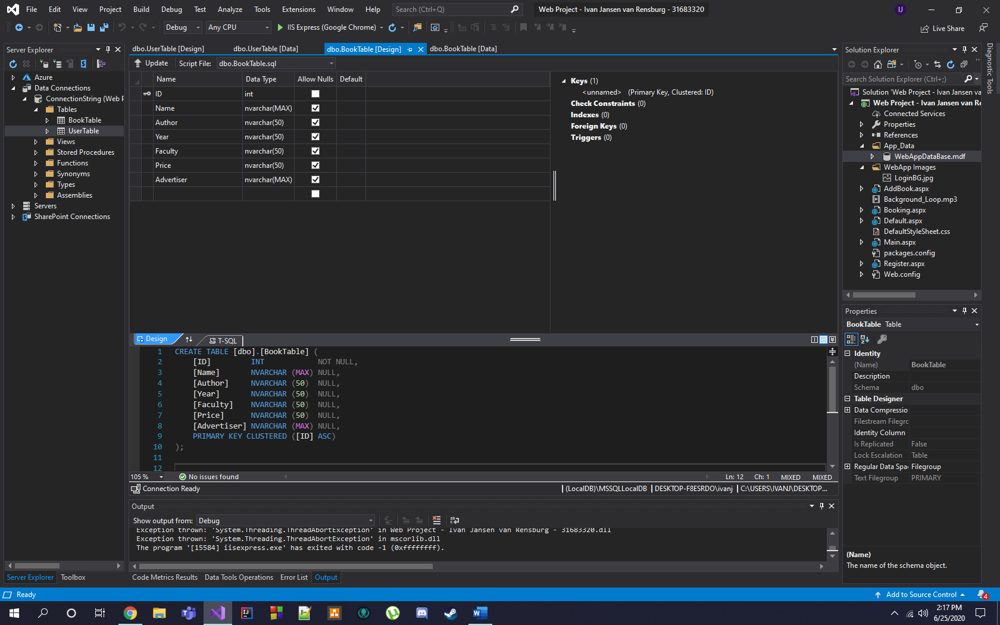 File Edit View Project Build Debug Test Analyze Tools Extensions Window Help Search (Ctrl+Q) Web Project - Ivan Jansen van Rensburg - 31683320 IJ
Debug Any CPU IIS Express (Google Chrome) Live Share
Server Explorer
Azure
Data Connections
ConnectionString (Web P
Tables
BookTable
UserTable
Views
Stored Procedures
Functions
Synonyms
Types
Assemblies
Servers
SharePoint Connections
Server Explorer Toolbox
dbo.UserTable [Design] dbo.UserTable [Data] dbo.BookTable [Design] dbo.BookTable [Data]
Update Script File: dbo.BookTable.sql
Name Data Type Allow Nulls Default
ID int
Name nvarchar(MAX)
Author nvarchar(50)
Year nvarchar(50)
Faculty nvarchar(50)
Price nvarchar(50)
Advertiser nvarchar(MAX)
Keys (1)
<unnamed> (Primary Key, Clustered: ID)
Check Constraints (0)
Indexes (0)
Foreign Keys (0)
Triggers (0)
Design T-SQL
1 CREATE TABLE [dbo].[BookTable] (
2 [ID] INT NOT NULL,
3 [Name] NVARCHAR (MAX) NULL,
4 [Author] NVARCHAR (50) NULL,
5 [Year] NVARCHAR (50) NULL,
6 [Faculty] NVARCHAR (50) NULL,
7 [Price] NVARCHAR (50) NULL,
8 [Advertiser] NVARCHAR (MAX) NULL,
9 PRIMARY KEY CLUSTERED ([ID] ASC)
10 );
11
12
105 % No issues found Ln: 12 Ch: 1 MIXED MIXED
Connection Ready (LocalDB)\MSSQLLocalDB DESKTOP-F8ESRDO\ivanj C:\USERS\IVANJ\DESKTOP...
Output
Show output from: Debug
Exception thrown: 'System.Threading.ThreadAbortException' in Web Project - Ivan Jansen van Rensburg - 31683320.dll
Exception thrown: 'System.Threading.ThreadAbortException' in mscorlib.dll
The program '[15584] iisexpress.exe' has exited with code -1 (0xffffffff).
Code Metrics Results Data Tools Operations Error List Output
Solution Explorer
Search Solution Explorer (Ctrl+;)
Solution 'Web Project - Ivan Jansen va
Web Project - Ivan Jansen van Re
Connected Services
Properties
References
App_Data
WebAppDataBase.mdf
WebApp Images
LoginBG.jpg
AddBook.aspx
Background_Loop.mp3
Booking.aspx
Default.aspx
DefaultStyleSheet.css
Main.aspx
packages.config
Register.aspx
Web.config
Diagnostic Tools
Properties
BookTable Table
Identity
(Name) BookTable
Description
Schema dbo
Table Designer
Data Compressio
Filestream Filegro
Identity Column
Is Replicated False
Lock Escalation Table
Regular Data Spac Filegroup
Text Filegroup PRIMARY
(Name)
The name of the schema object.
Ready Add to Source Control 4
2:17 PM
6/25/2020